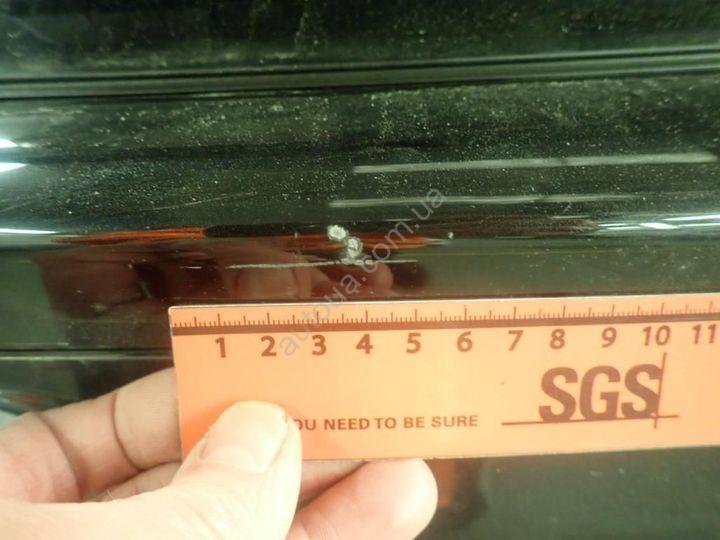 autoua.com.ua
1 2 3 4 5 6 7 8 9 10 11
SGS
OU NEED TO BE SURE